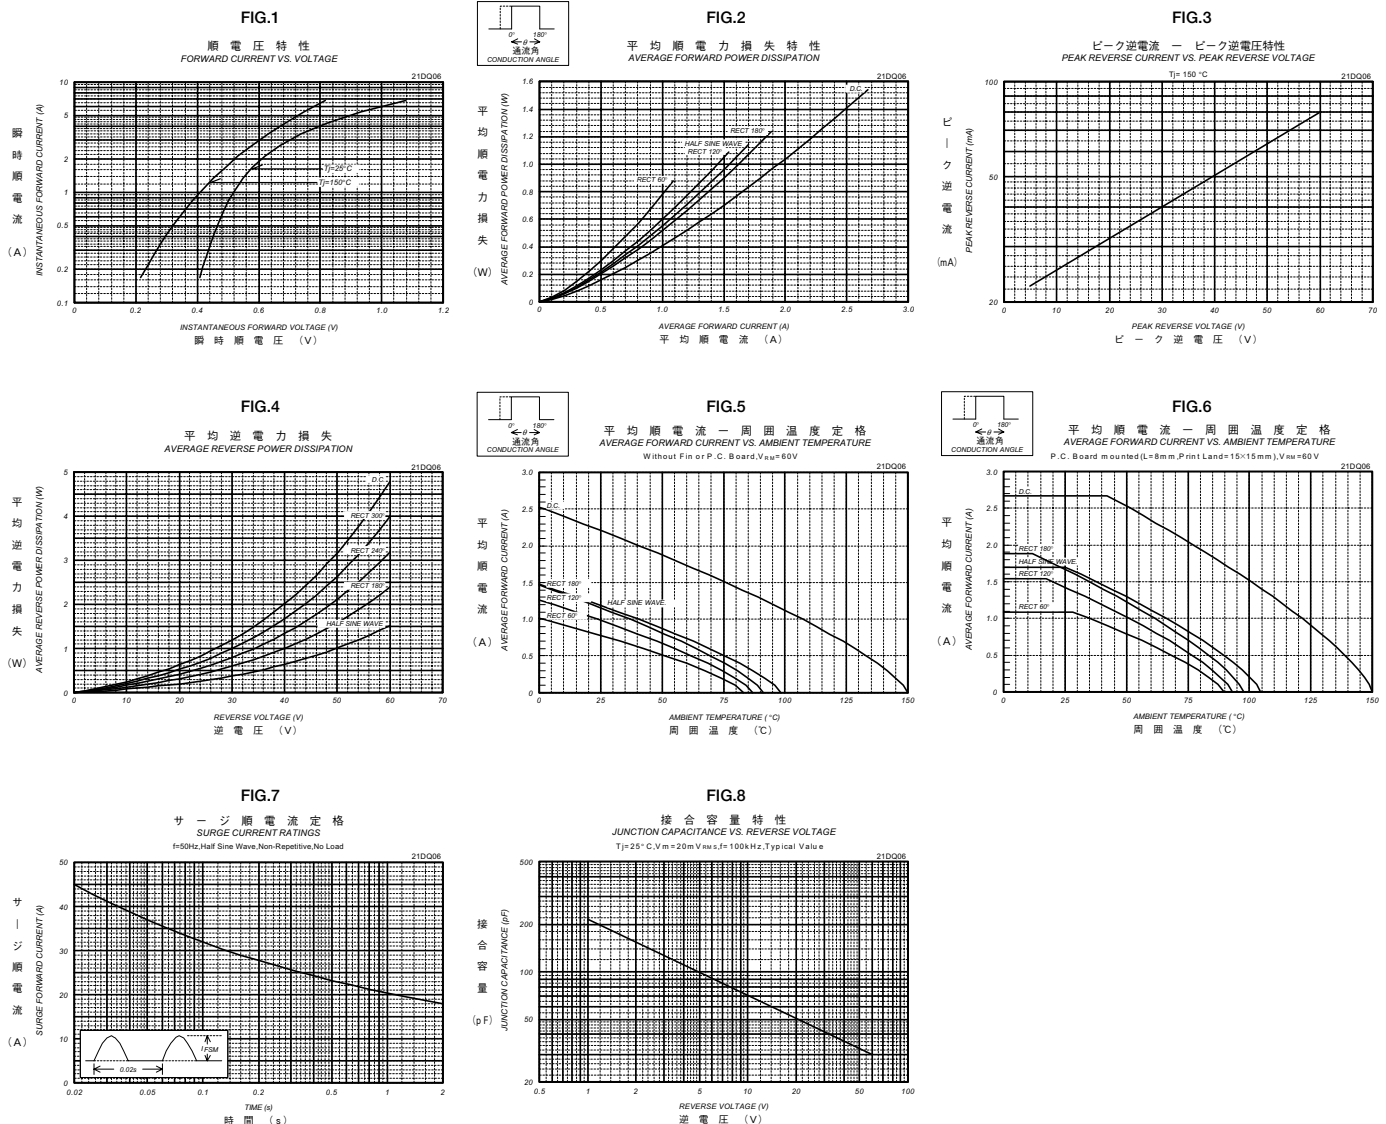 FIG.1
順電圧特性
FORWARD CURRENT VS. VOLTAGE
21DQ06
瞬時順電流 (A)
INSTANTANEOUS FORWARD CURRENT (A)
10
5
2
1
0.5
0.2
0.1
Tj=25°C
Tj=150°C
0 0.2 0.4 0.6 0.8 1.0 1.2
INSTANTANEOUS FORWARD VOLTAGE (V)
瞬時順電圧 (V)
0° 180°
θ
通流角
CONDUCTION ANGLE
FIG.2
平均順電力損失特性
AVERAGE FORWARD POWER DISSIPATION
21DQ06
平均順電力損失 (W)
AVERAGE FORWARD POWER DISSIPATION (W)
1.6
1.4
1.2
1.0
0.8
0.6
0.4
0.2
0
D.C.
RECT 180°
HALF SINE WAVE
RECT 120°
RECT 60°
0 0.5 1.0 1.5 2.0 2.5 3.0
AVERAGE FORWARD CURRENT (A)
平均順電流 (A)
FIG.3
ピーク逆電流 ー ピーク逆電圧特性
PEAK REVERSE CURRENT VS. PEAK REVERSE VOLTAGE
Tj= 150 °C
21DQ06
ピーク逆電流 (mA)
PEAK REVERSE CURRENT (mA)
100
50
20
0 10 20 30 40 50 60 70
PEAK REVERSE VOLTAGE (V)
ピーク逆電圧 (V)
FIG.4
平均逆電力損失
AVERAGE REVERSE POWER DISSIPATION
21DQ06
平均逆電力損失 (W)
AVERAGE REVERSE POWER DISSIPATION (W)
5
4
3
2
1
0
D.C.
RECT 300°
RECT 240°
RECT 180°
HALF SINE WAVE
0 10 20 30 40 50 60 70
REVERSE VOLTAGE (V)
逆電圧 (V)
0° 180°
θ
通流角
CONDUCTION ANGLE
FIG.5
平均順電流ー周囲温度定格
AVERAGE FORWARD CURRENT VS. AMBIENT TEMPERATURE
Without Fin or P.C. Board,VRM=60V
21DQ06
平均順電流 (A)
AVERAGE FORWARD CURRENT (A)
3.0
2.5
2.0
1.5
1.0
0.5
0
D.C.
RECT 180°
RECT 120°
HALF SINE WAVE.
RECT 60°
0 25 50 75 100 125 150
AMBIENT TEMPERATURE (°C)
周囲温度 (℃)
0° 180°
θ
通流角
CONDUCTION ANGLE
FIG.6
平均順電流ー周囲温度定格
AVERAGE FORWARD CURRENT VS. AMBIENT TEMPERATURE
P.C. Board mounted(L=8mm,Print Land=15×15mm),VRM=60V
21DQ06
平均順電流 (A)
AVERAGE FORWARD CURRENT (A)
3.0
2.5
2.0
1.5
1.0
0.5
0
D.C.
RECT 180°
HALF SINE WAVE.
RECT 120°
RECT 60°
0 25 50 75 100 125 150
AMBIENT TEMPERATURE (°C)
周囲温度 (℃)
FIG.7
サージ順電流定格
SURGE CURRENT RATINGS
f=50Hz,Half Sine Wave,Non-Repetitive,No Load
21DQ06
サージ順電流 (A)
SURGE FORWARD CURRENT (A)
50
40
30
20
10
0
IFSM
0.02s
0.02 0.05 0.1 0.2 0.5 1 2
TIME (s)
時間 (s)
FIG.8
接合容量特性
JUNCTION CAPACITANCE VS. REVERSE VOLTAGE
Tj=25°C,Vm=20mVRMS,f=100kHz,Typical Value
21DQ06
接合容量 (pF)
JUNCTION CAPACITANCE (pF)
500
200
100
50
20
0.5 1 2 5 10 20 50 100
REVERSE VOLTAGE (V)
逆電圧 (V)